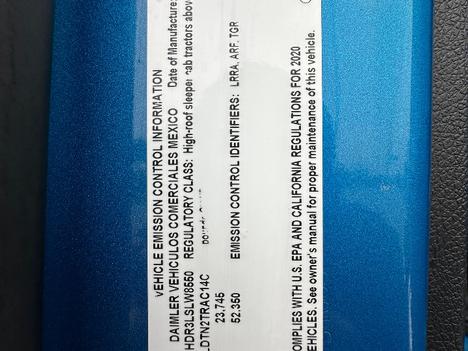 VEHICLE EMISSION CONTROL INFORMATION
DAIMLER VEHICULOS COMERCIALES MEXICO Date of Manufacture:
HDR3LSLW8550 REGULATORY CLASS: High-roof sleeper cab tractors above
LDTN2TRAC14C
23,745
52,350 EMISSION CONTROL IDENTIFIERS: LRRA, ARF, TGR
OMPLIES WITH U.S. EPA AND CALIFORNIA REGULATIONS FOR 2020
EHICLES. See owner's manual for proper maintenance of this vehicle.